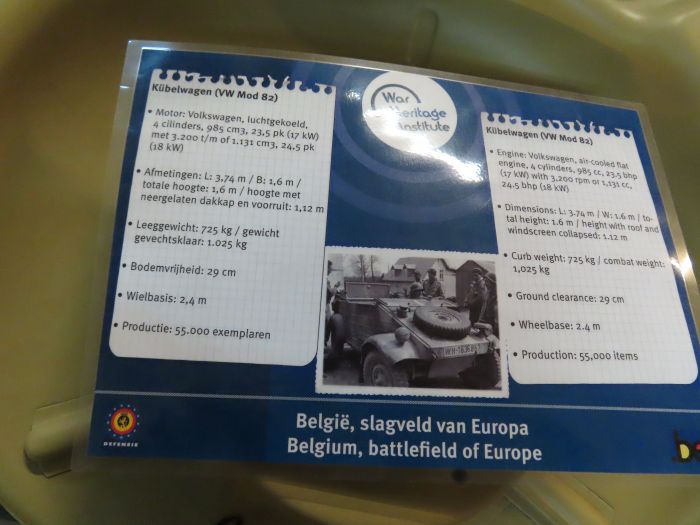 Kübelwagen (VW Mod 82)
• Motor: Volkswagen, luchtgekoeld,
4 cilinders, 985 cm3, 23,5 pk (17 kW)
met 3.200 t/m of 1.131 cm3, 24,5 pk
(18 kW)
• Afmetingen: L: 3,74 m / B: 1,6 m /
totale hoogte: 1,6 m / hoogte met
neergelaten dakkap en voorruit: 1,12 m
• Leeggewicht: 725 kg / gewicht
gevechtsklaar: 1.025 kg
• Bodemvrijheid: 29 cm
• Wielbasis: 2,4 m
• Productie: 55.000 exemplaren
War
Heritage
Institute
Kübelwagen (VW Mod 82)
• Engine: Volkswagen, air-cooled flat
engine, 4 cylinders, 985 cc, 23.5 bhp
(17 kW) with 3.200 rpm or 1,131 cc,
24.5 bhp (18 kW)
• Dimensions: L: 3.74 m / W: 1.6 m / to-
tal height: 1.6 m / height with roof and
windscreen collapsed: 1.12 m
• Curb weight: 725 kg / combat weight:
1,025 kg
• Ground clearance: 29 cm
• Wheelbase: 2.4 m
• Production: 55,000 items
DEFENSIE
België, slagveld van Europa
Belgium, battlefield of Europe